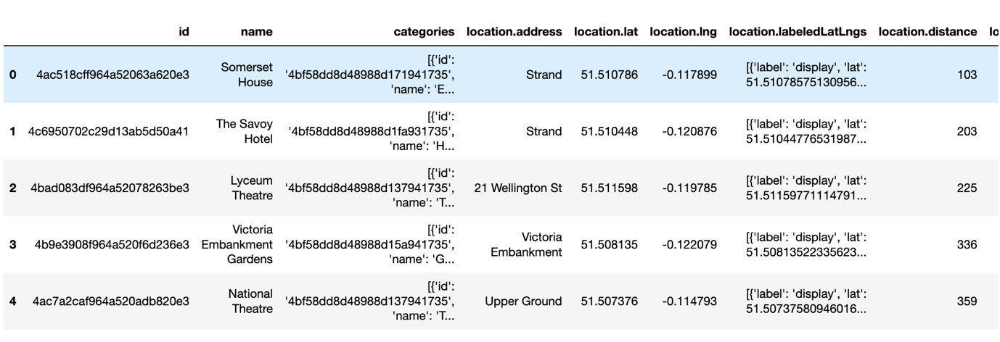 id name categories location.address location.lat location.lng location.labeledLatLngs location.distance lo
0 4ac518cff964a52063a620e3 Somerset House [{'id': '4bf58dd8d48988d171941735', 'name': 'E... Strand 51.510786 -0.117899 [{'label': 'display', 'lat': 51.51078575130956... 103
1 4c6950702c29d13ab5d50a41 The Savoy Hotel [{'id': '4bf58dd8d48988d1fa931735', 'name': 'H... Strand 51.510448 -0.120876 [{'label': 'display', 'lat': 51.51044776531987... 203
2 4bad083df964a52078263be3 Lyceum Theatre [{'id': '4bf58dd8d48988d137941735', 'name': 'T... 21 Wellington St 51.511598 -0.119785 [{'label': 'display', 'lat': 51.51159771114791... 225
3 4b9e3908f964a520f6d236e3 Victoria Embankment Gardens [{'id': '4bf58dd8d48988d15a941735', 'name': 'G... Victoria Embankment 51.508135 -0.122079 [{'label': 'display', 'lat': 51.50813522335623... 336
4 4ac7a2caf964a520adb820e3 National Theatre [{'id': '4bf58dd8d48988d137941735', 'name': 'T... Upper Ground 51.507376 -0.114793 [{'label': 'display', 'lat': 51.50737580946016... 359